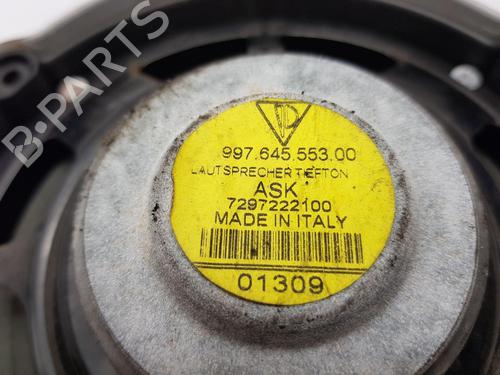 B-PARTS
997.645.553.00
LAUTSPRECHER TIEFTON
ASK
7297222100
MADE IN ITALY
01309